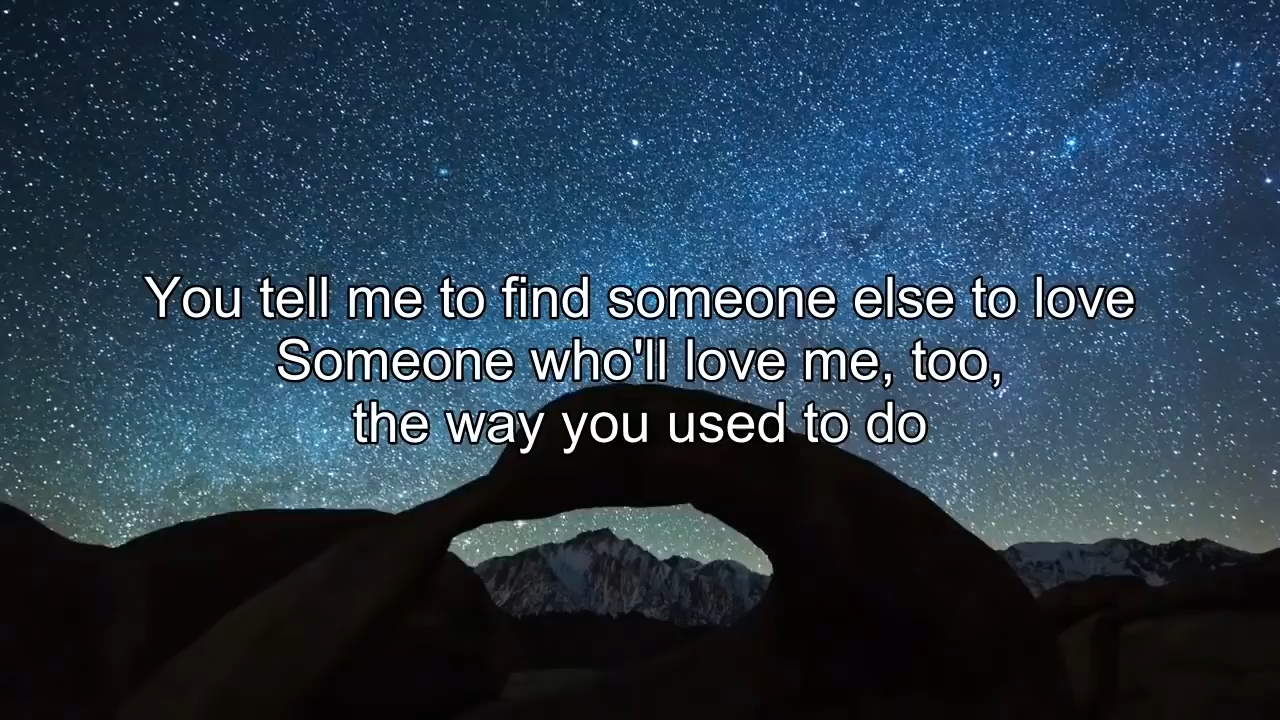 You tell me to find someone else to love
Someone who'll love me, too,
the way you used to do